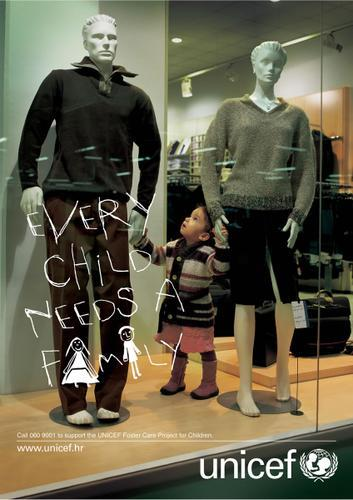 EVERY
CHILD
NEEDS A
FAMILY
Call 060 9001 to support the UNICEF Foster Care Project for Children.
www.unicef.hr
unicef